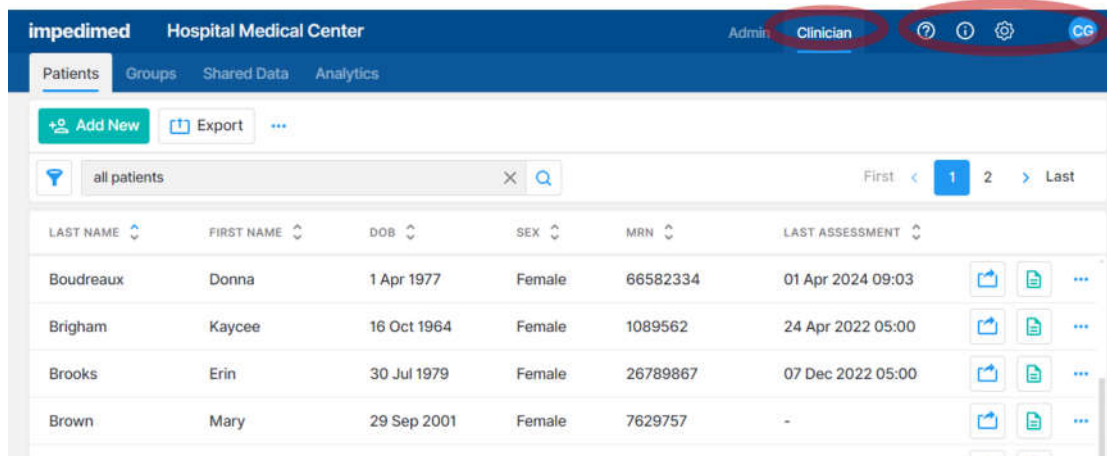 impedimed Hospital Medical Center Admin Clinician CG
Patients Groups Shared Data Analytics
Add New Export
all patients First 1 2 Last
LAST NAME FIRST NAME DOB SEX MRN LAST ASSESSMENT
Boudreaux Donna 1 Apr 1977 Female 66582334 01 Apr 2024 09:03
Brigham Kaycee 16 Oct 1964 Female 1089562 24 Apr 2022 05:00
Brooks Erin 30 Jul 1979 Female 26789867 07 Dec 2022 05:00
Brown Mary 29 Sep 2001 Female 7629757 -